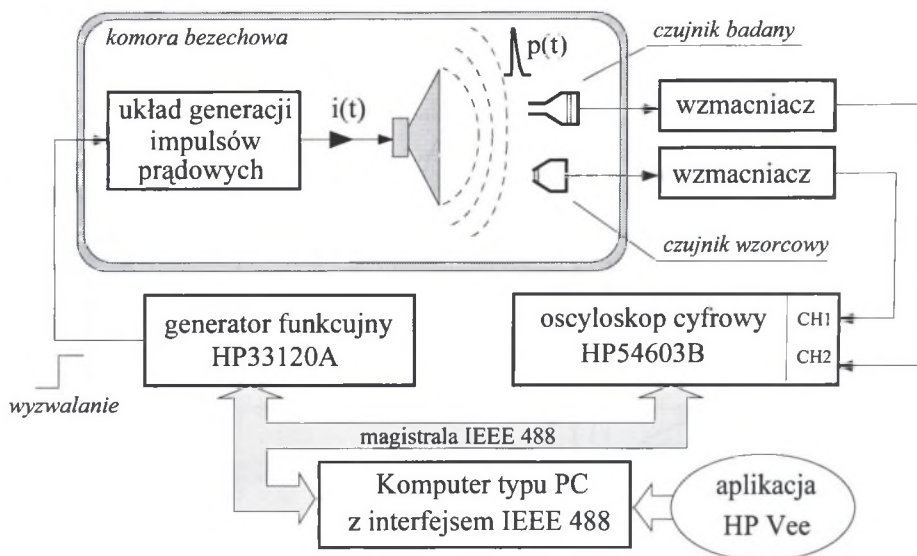 komora bezechowa
czujnik badany
p(t)
układ generacji
impulsów
prądowych
i(t)
wzmacniacz
wzmacniacz
czujnik wzorcowy
generator funkcujny
HP33120A
oscyloskop cyfrowy
HP54603B
CH1
CH2
wyzwalanie
magistrala IEEE 488
Komputer typu PC
z interfejsem IEEE 488
aplikacja
HP Vee